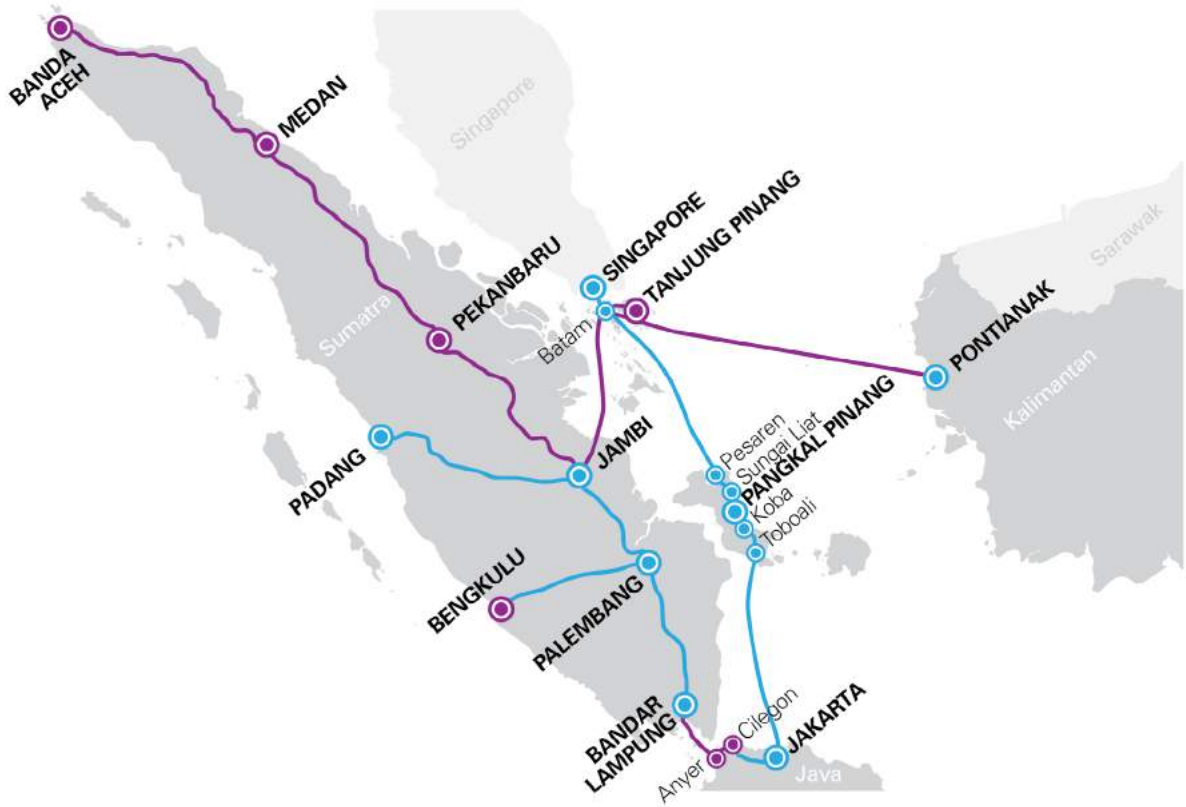 BANDA
ACEH
MEDAN
Singapore
SINGAPORE
TANJUNG PINANG
Sarawak
PEKANBARU
Sumatra
Batam
PONTIANAK
Kalimantan
PADANG
JAMBI
Pesaren
Sungai Liat
PANGKAL PINANG
Koba
Toboali
BENGKULU
PALEMBANG
BANDAR
LAMPUNG
Cilegon
Anyer
JAKARTA
Java